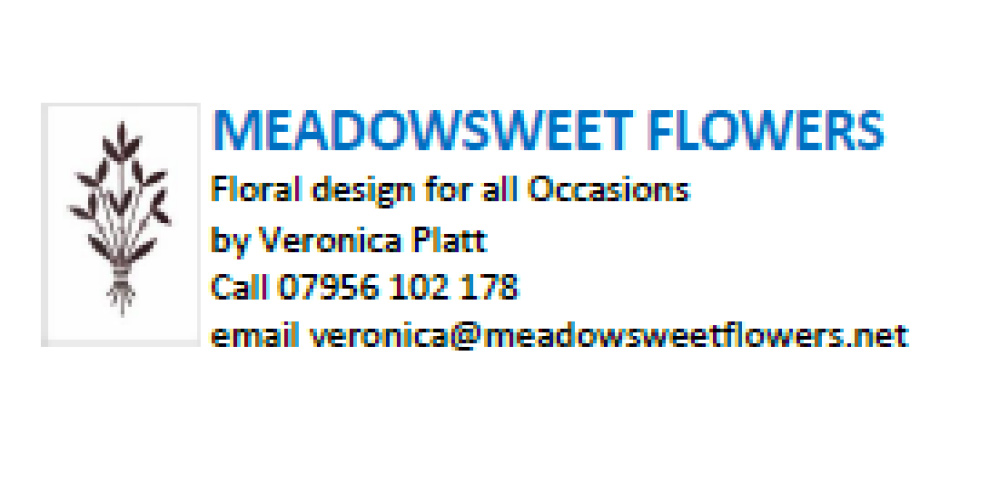 MEADOWSWEET FLOWERS
Floral design for all Occasions
by Veronica Platt
Call 07956 102 178
email veronica@meadowsweetflowers.net